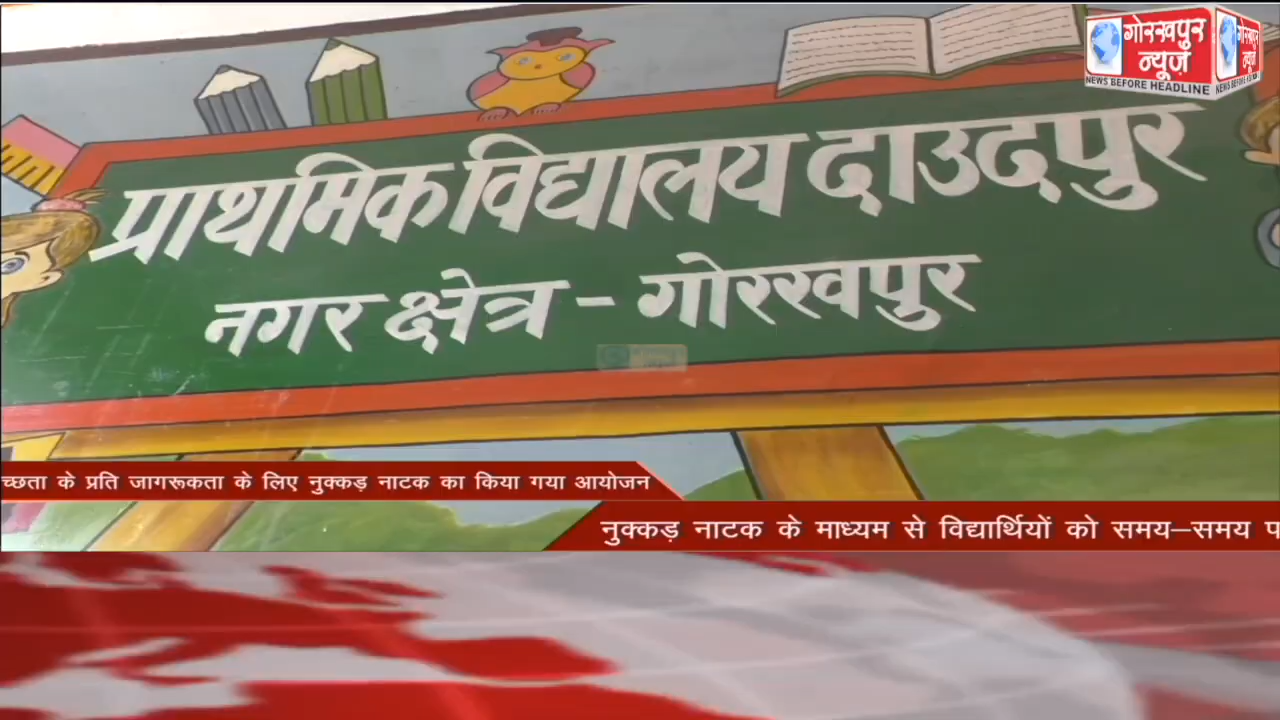 गोरखपुर
न्यूज़
NEWS BEFORE HEADLINE
प्राथमिक विद्यालय दाउदपुर
नगर क्षेत्र - गोरखपुर
च्छता के प्रति जागरूकता के लिए नुक्कड़ नाटक का किया गया आयोजन
नुक्कड़ नाटक के माध्यम से विद्यार्थियों को समय–समय प